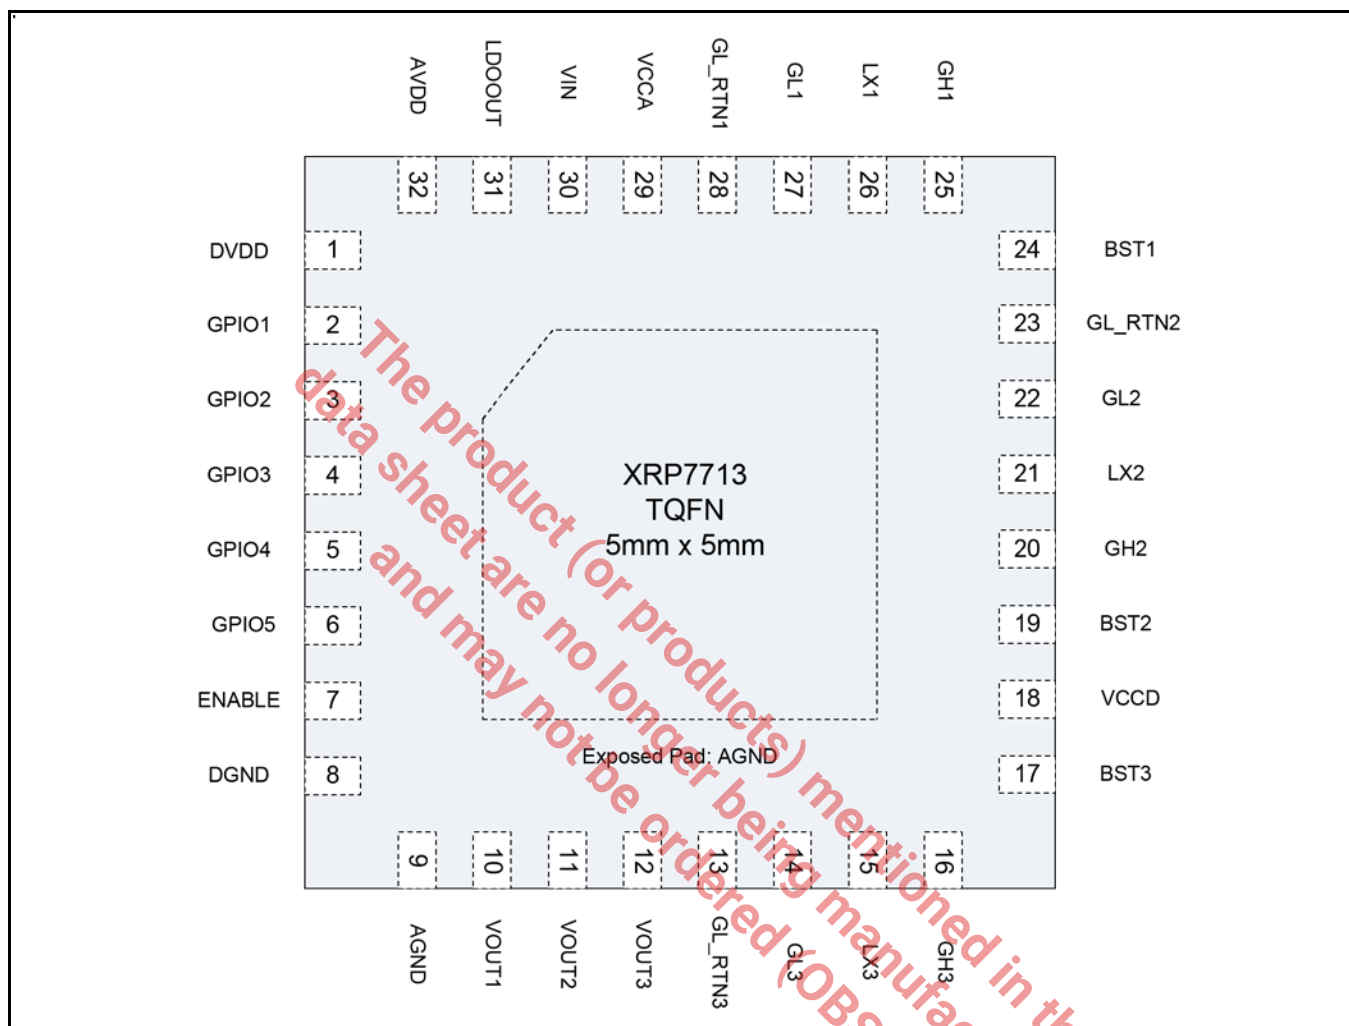 AVDD
LDOOUT
VIN
VCCA
GL_RTN1
GL1
LX1
GH1
32
31
30
29
28
27
26
25
DVDD 1
GPIO1 2
GPIO2 3
GPIO3 4
GPIO4 5
GPIO5 6
ENABLE 7
DGND 8
24 BST1
23 GL_RTN2
22 GL2
21 LX2
20 GH2
19 BST2
18 VCCD
17 BST3
XRP7713
TQFN
5mm x 5mm
Exposed Pad: AGND
9
10
11
12
13
14
15
16
AGND
VOUT1
VOUT2
VOUT3
GL_RTN3
GL3
LX3
GH3
The product (or products) mentioned in
data sheet are no longer being
and may not be ordered